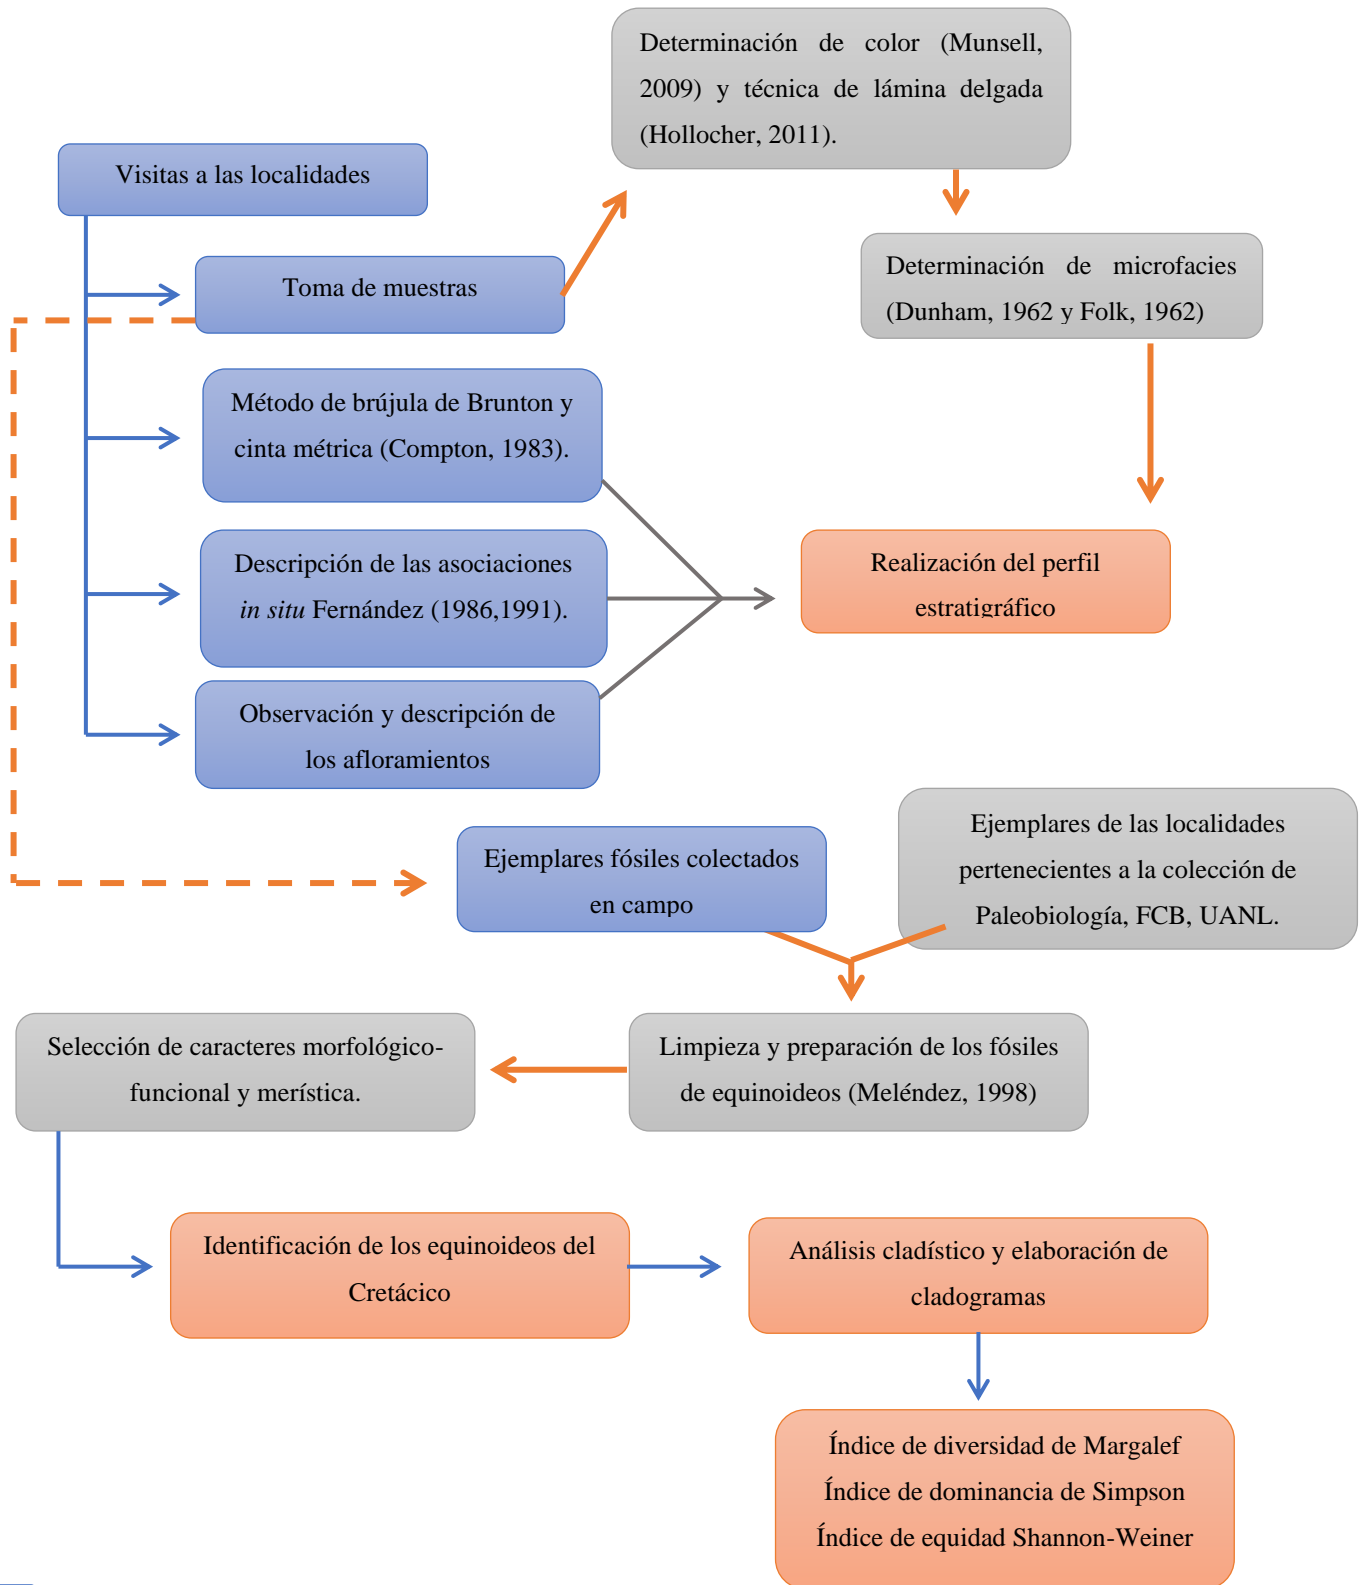 Determinación de color (Munsell,
2009) y técnica de lámina delgada
(Hollocher, 2011).
Visitas a las localidades
Determinación de microfacies
(Dunham, 1962 y Folk, 1962)
Toma de muestras
Método de brújula de Brunton y
cinta métrica (Compton, 1983).
Descripción de las asociaciones
in situ Fernández (1986,1991).
Realización del perfil
estratigráfico
Observación y descripción de
los afloramientos
Ejemplares fósiles colectados
en campo
Ejemplares de las localidades
pertenecientes a la colección de
Paleobiología, FCB, UANL.
Selección de caracteres morfológico-
funcional y merística.
Limpieza y preparación de los fósiles
de equinoideos (Meléndez, 1998)
Identificación de los equinoideos del
Cretácico
Análisis cladístico y elaboración de
cladogramas
Índice de diversidad de Margalef
Índice de dominancia de Simpson
Índice de equidad Shannon-Weiner